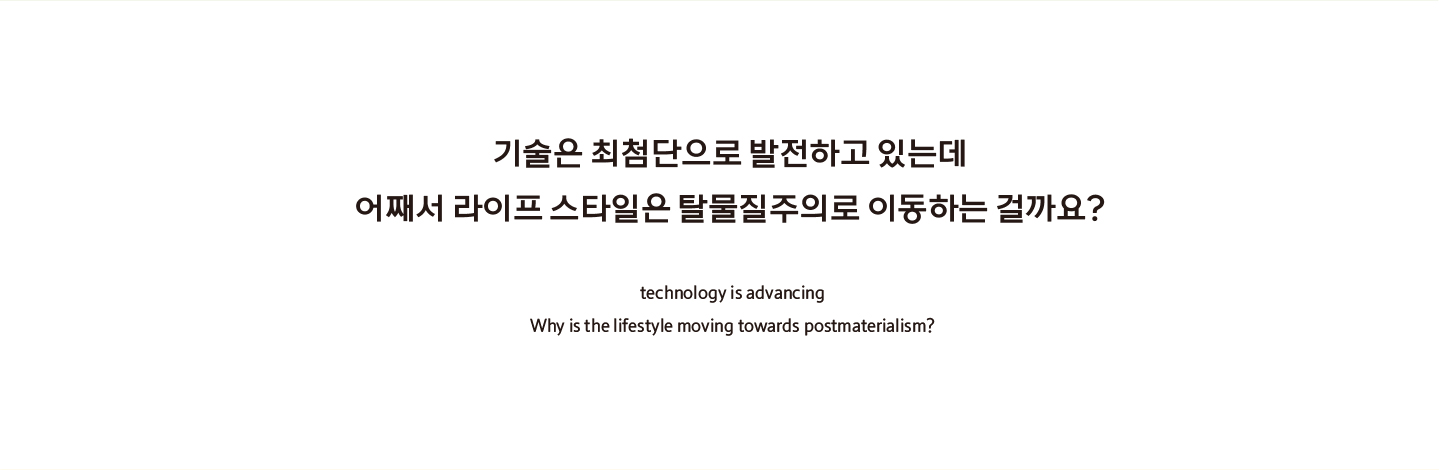 기술은 최첨단으로 발전하고 있는데
어째서 라이프 스타일은 탈물질주의로 이동하는 걸까요?
technology is advancing
Why is the lifestyle moving towards postmaterialism?